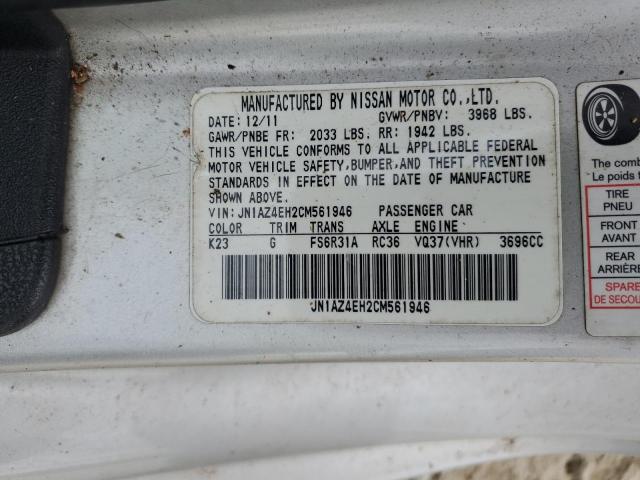 MANUFACTURED BY NISSAN MOTOR CO.,LTD.
DATE: 12/11 GVWR/PNBV: 3968 LBS.
GAWR/PNBE FR: 2033 LBS. RR: 1942 LBS.
THIS VEHICLE CONFORMS TO ALL APPLICABLE FEDERAL
MOTOR VEHICLE SAFETY,BUMPER,AND THEFT PREVENTION
STANDARDS IN EFFECT ON THE DATE OF MANUFACTURE
SHOWN ABOVE.
VIN: JN1AZ4EH2CM561946 PASSENGER CAR
COLOR TRIM TRANS AXLE ENGINE
K23 G FS6R31A RC36 VQ37(VHR) 3696CC
JN1AZ4EH2CM561946
The comb
Le poids
TIRE
PNEU
FRONT
AVANT
REAR
ARRIÈRE
SPARE
DE SECOU